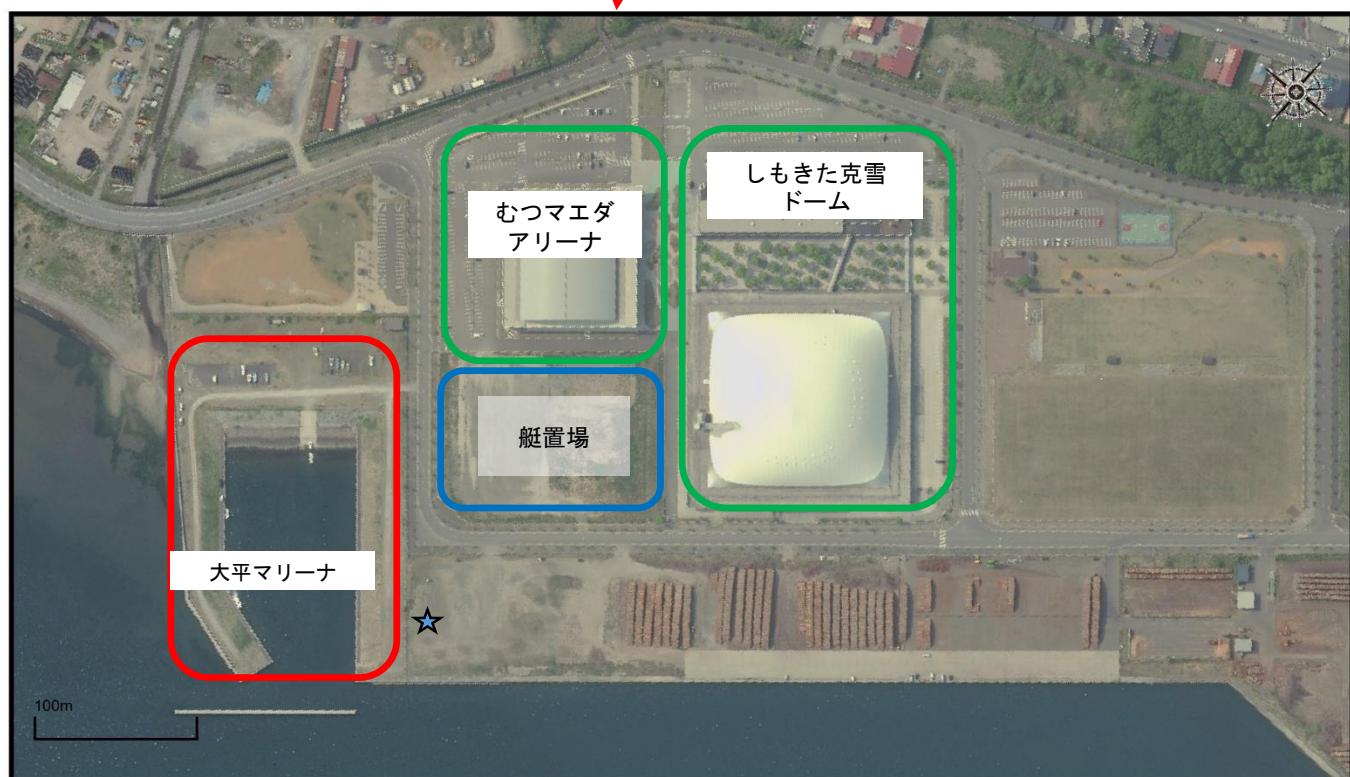 しもきた克雪
ドーム
むつマエダ
アリーナ
艇置場
大平マリーナ
100m